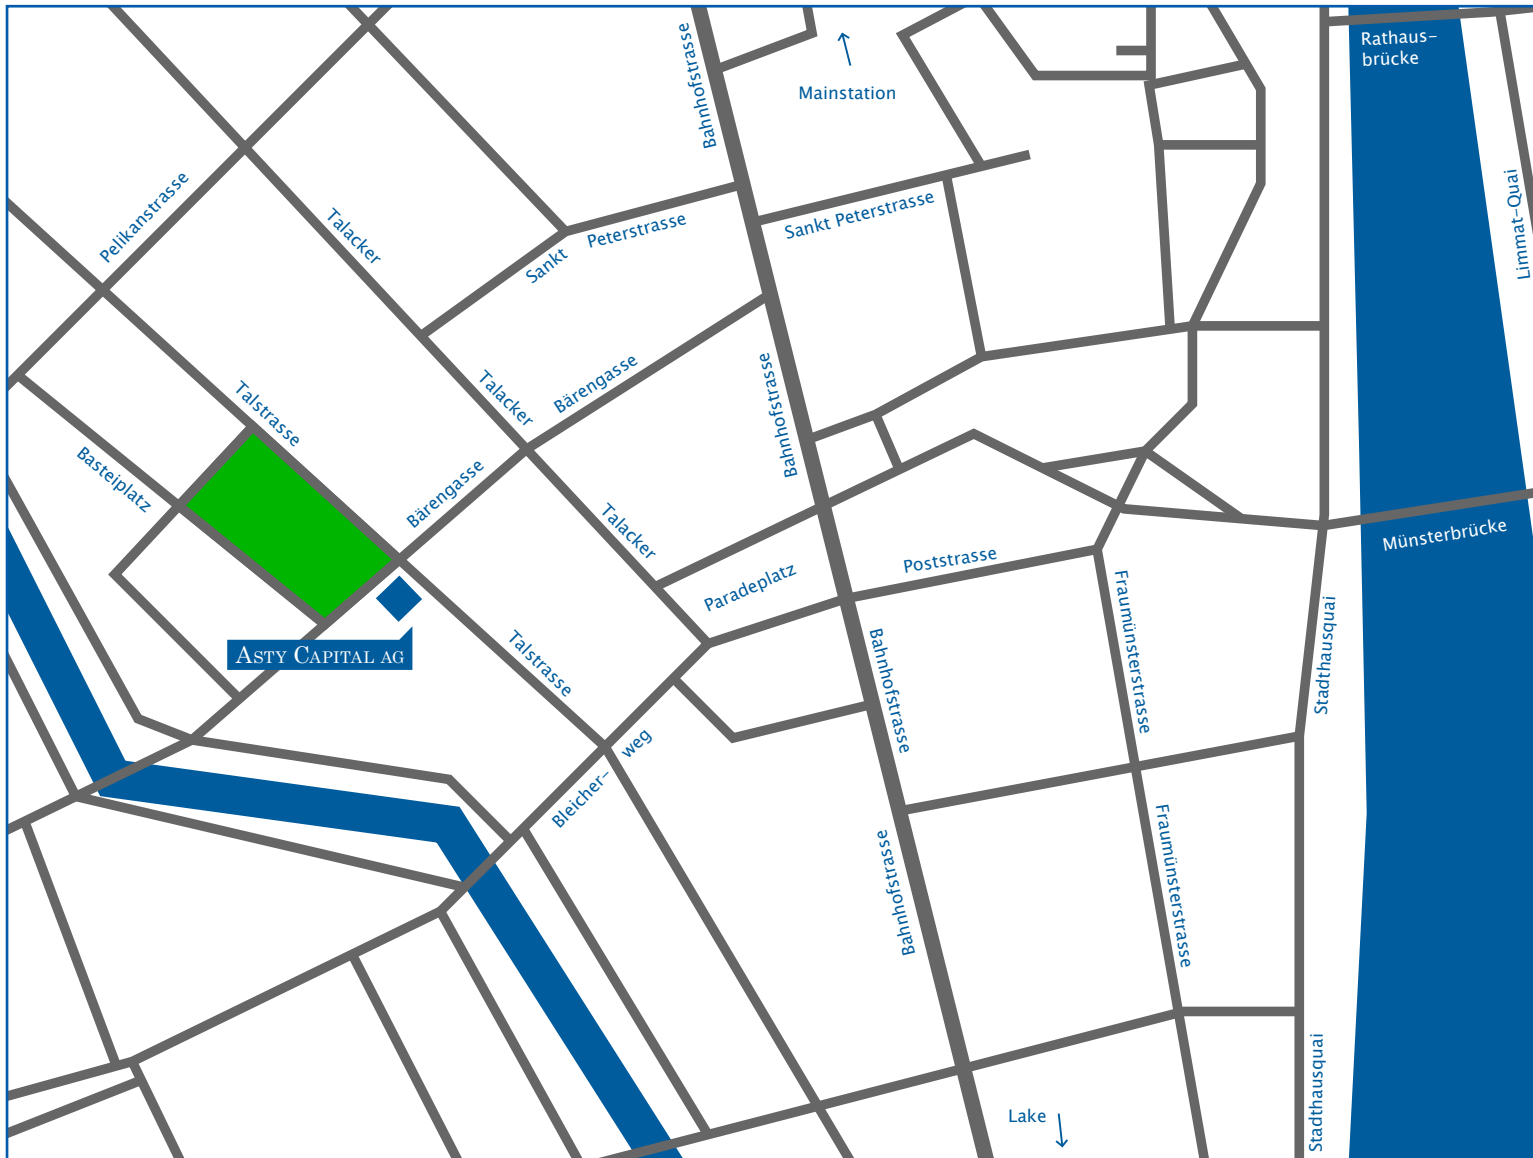 Rathaus-
brücke
Bahnhofstrasse
Mainstation
Limmat-Quai
Pelikanstrasse
Talacker
Sankt
Peterstrasse
Sankt Peterstrasse
Talstrasse
Talacker
Bärengasse
Bahnhofstrasse
Basteiplatz
Bärengasse
Talacker
Münsterbrücke
Poststrasse
Paradeplatz
ASTY CAPITAL AG
Talstrasse
Bahnhofstrasse
Fraumünsterstrasse
Stadthausquai
Bleicher-
weg
Bahnhofstrasse
Fraumünsterstrasse
Lake
Stadthausquai